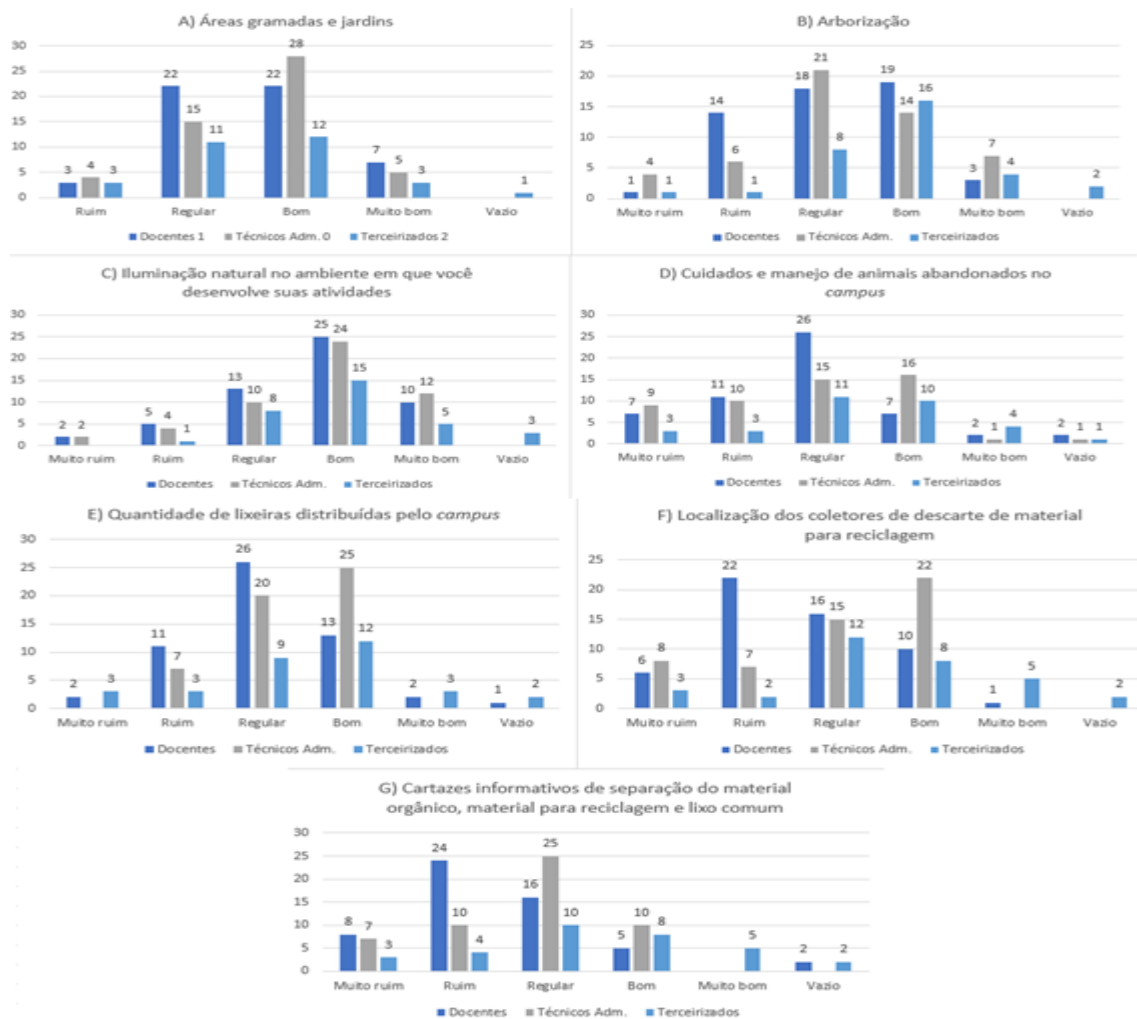 A) Áreas gramadas e jardins
30
25
20
15
10
5
0
3 4 3
22 15 11
22 28 12
7 5 3
1
Ruim Regular Bom Muito bom Vazio
Docentes 1 Técnicos Adm. 0 Terceirizados 2
B) Arborização
25
20
15
10
5
0
1 4 1
14 6 1
18 21 8
19 14 16
3 7 4
2
Muito ruim Ruim Regular Bom Muito bom Vazio
Docentes Técnicos Adm. Terceirizados
C) Iluminação natural no ambiente em que você
desenvolve suas atividades
30
25
20
15
10
5
0
2 2
5 4 1
13 10 8
25 24 15
10 12 5
3
Muito ruim Ruim Regular Bom Muito bom Vazio
Docentes Técnicos Adm. Terceirizados
D) Cuidados e manejo de animais abandonados no
campus
30
25
20
15
10
5
0
7 9 3
11 10 3
26 15 11
7 16 10
2 1 4
2 1 1
Muito ruim Ruim Regular Bom Muito bom Vazio
Docentes Técnicos Adm. Terceirizados
E) Quantidade de lixeiras distribuídas pelo campus
30
25
20
15
10
5
0
2 3
11 7 3
26 20 9
13 25 12
2 3
1 2
Muito ruim Ruim Regular Bom Muito bom Vazio
Docentes Técnicos Adm. Terceirizados
F) Localização dos coletores de descarte de material
para reciclagem
25
20
15
10
5
0
6 8 3
22 7 2
16 15 12
10 22 8
1 5
2
Muito ruim Ruim Regular Bom Muito bom Vazio
Docentes Técnicos Adm. Terceirizados
G) Cartazes informativos de separação do material
orgânico, material para reciclagem e lixo comum
30
25
20
15
10
5
0
8 7 3
24 10 4
16 25 10
5 10 8
5
2 2
Muito ruim Ruim Regular Bom Muito bom Vazio
Docentes Técnicos Adm. Terceirizados